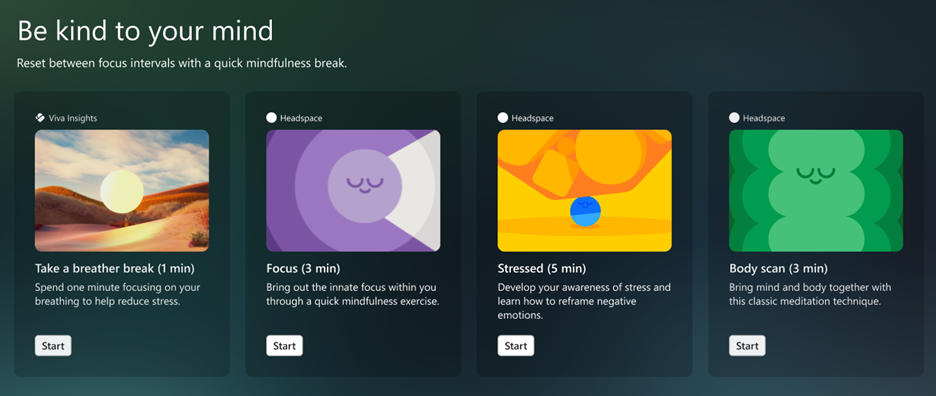 Be kind to your mind
Reset between focus intervals with a quick mindfulness break.
Viva Insights
Take a breather break (1 min)
Spend one minute focusing on your
breathing to help reduce stress.
Start
Headspace
Focus (3 min)
Bring out the innate focus within you
through a quick mindfulness exercise.
Start
Headspace
Stressed (5 min)
Develop your awareness of stress and
learn how to reframe negative
emotions.
Start
Headspace
Body scan (3 min)
Bring mind and body together with
this classic meditation technique.
Start